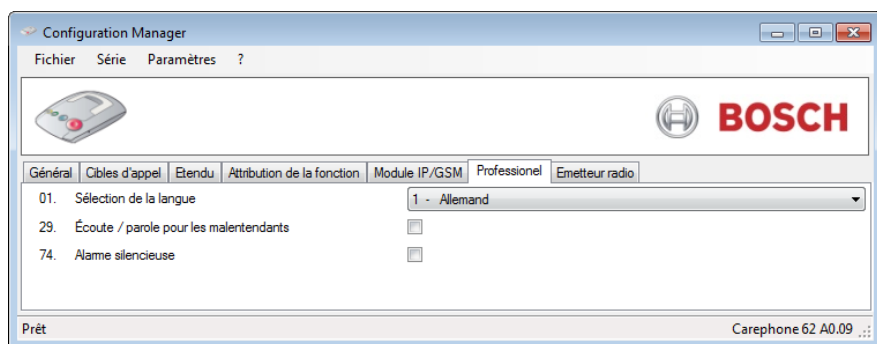 Configuration Manager
Fichier Série Paramètres ?
BOSCH
Général Cibles d'appel Etendu Attribution de la fonction Module IP/GSM Professionel Emetteur radio
01. Sélection de la langue 1 - Allemand
29. Écoute / parole pour les malentendants
74. Alarme silencieuse
Prêt Carephone 62 A0.09